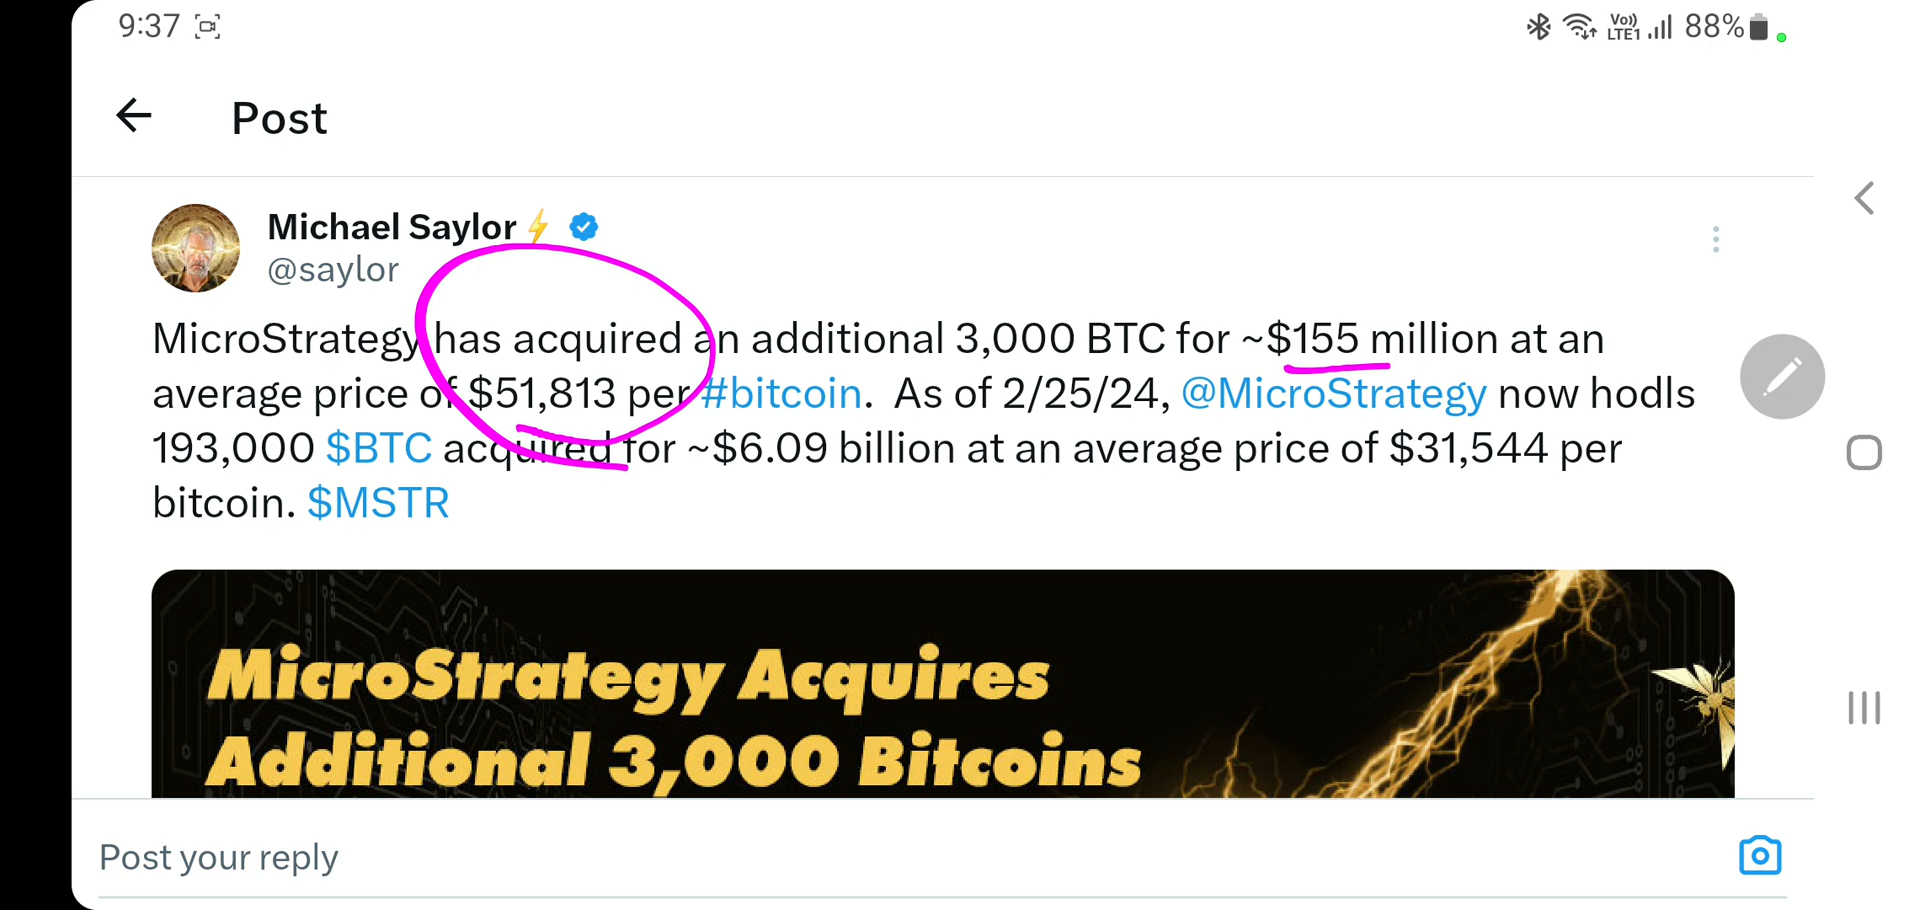 9:37 Vo)) LTE1 88%
Post
Michael Saylor⚡
@saylor
MicroStrategy has acquired an additional 3,000 BTC for ~$155 million at an
average price of $51,813 per #bitcoin.  As of 2/25/24, @MicroStrategy now hodls
193,000 $BTC acquired for ~$6.09 billion at an average price of $31,544 per
bitcoin. $MSTR
MicroStrategy Acquires
Additional 3,000 Bitcoins
Post your reply